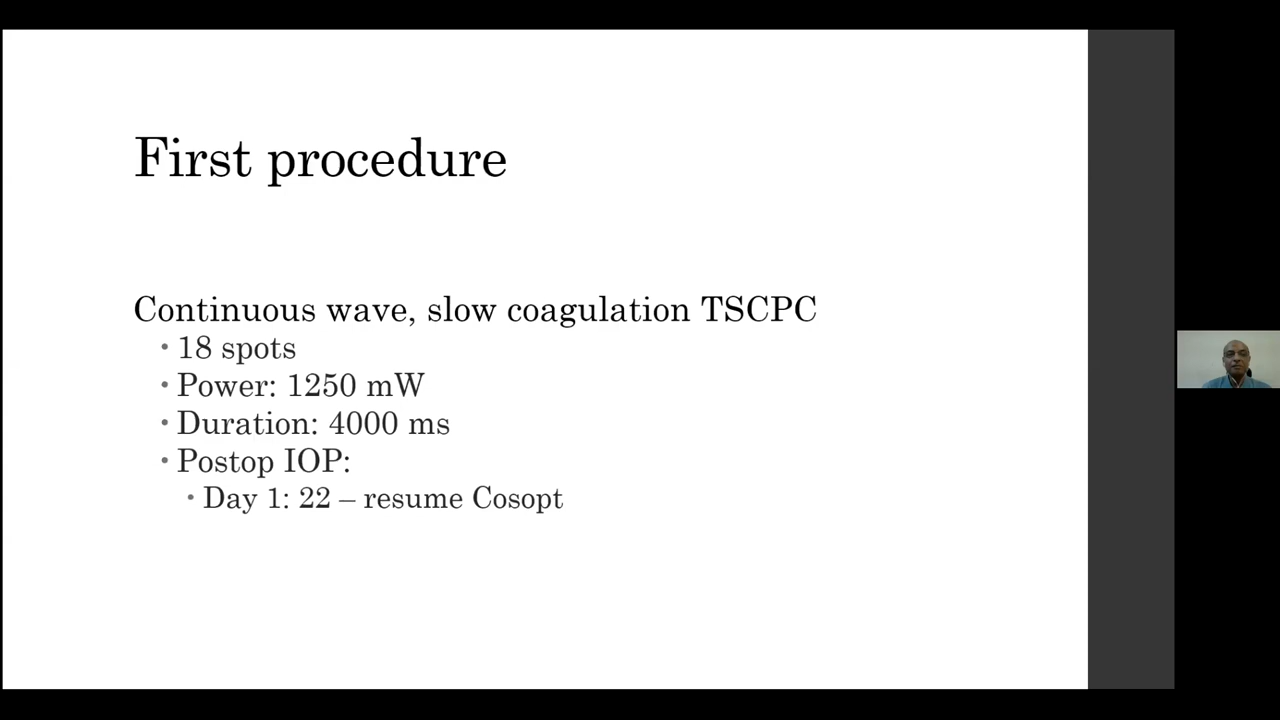 First procedure
Continuous wave, slow coagulation TSCPC
• 18 spots
• Power: 1250 mW
• Duration: 4000 ms
• Postop IOP:
• Day 1: 22 – resume Cosopt